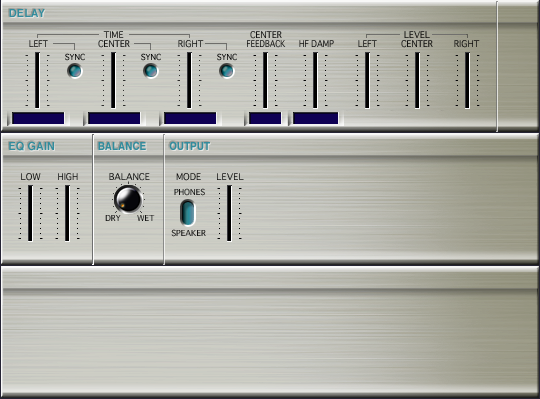 DELAY
TIME
LEFT CENTER RIGHT
SYNC SYNC SYNC
CENTER
FEEDBACK
HF DAMP
LEVEL
LEFT CENTER RIGHT
EQ GAIN
LOW HIGH
BALANCE
BALANCE
DRY WET
OUTPUT
MODE LEVEL
PHONES
SPEAKER